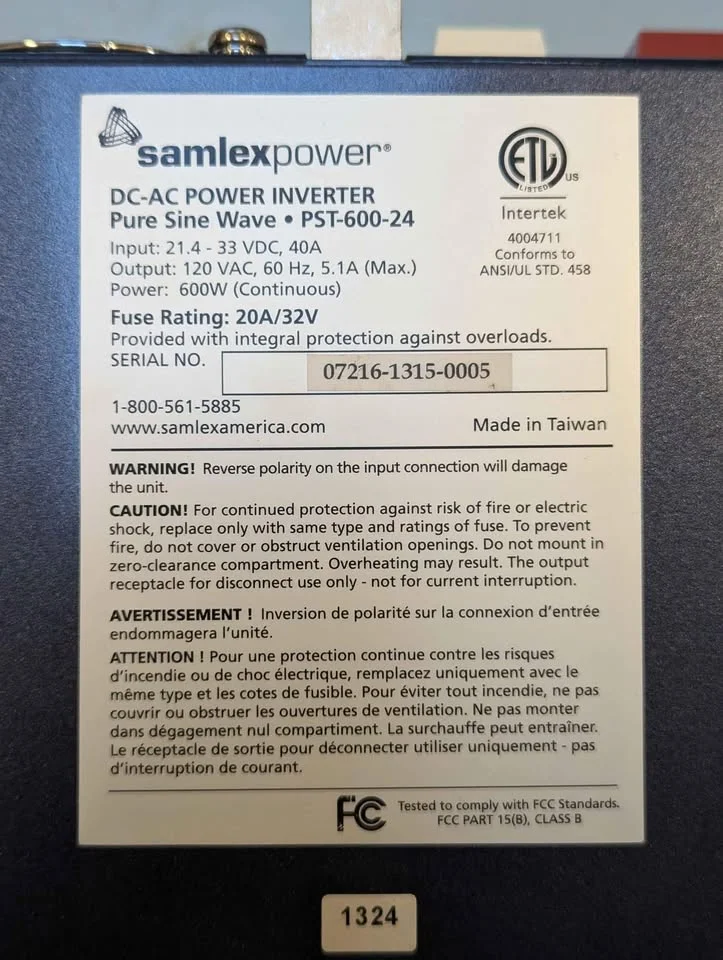 samlexpower®
DC-AC POWER INVERTER
Pure Sine Wave • PST-600-24
Input: 21.4 - 33 VDC, 40A
Output: 120 VAC, 60 Hz, 5.1A (Max.)
Power: 600W (Continuous)
Fuse Rating: 20A/32V
Provided with integral protection against overloads.
SERIAL NO.
07216-1315-0005
1-800-561-5885
www.samlexamerica.com
Made in Taiwan
ETL
LISTED
US
Intertek
4004711
Conforms to
ANSI/UL STD. 458
WARNING! Reverse polarity on the input connection will damage
the unit.
CAUTION! For continued protection against risk of fire or electric
shock, replace only with same type and ratings of fuse. To prevent
fire, do not cover or obstruct ventilation openings. Do not mount in
zero-clearance compartment. Overheating may result. The output
receptacle for disconnect use only - not for current interruption.
AVERTISSEMENT ! Inversion de polarité sur la connexion d'entrée
endommagera l'unité.
ATTENTION ! Pour une protection continue contre les risques
d'incendie ou de choc électrique, remplacez uniquement avec le
même type et les cotes de fusible. Pour éviter tout incendie, ne pas
couvrir ou obstruer les ouvertures de ventilation. Ne pas monter
dans dégagement nul compartiment. La surchauffe peut entraîner.
Le réceptacle de sortie pour déconnecter utiliser uniquement - pas
d'interruption de courant.
FC
Tested to comply with FCC Standards.
FCC PART 15(B), CLASS B
1324